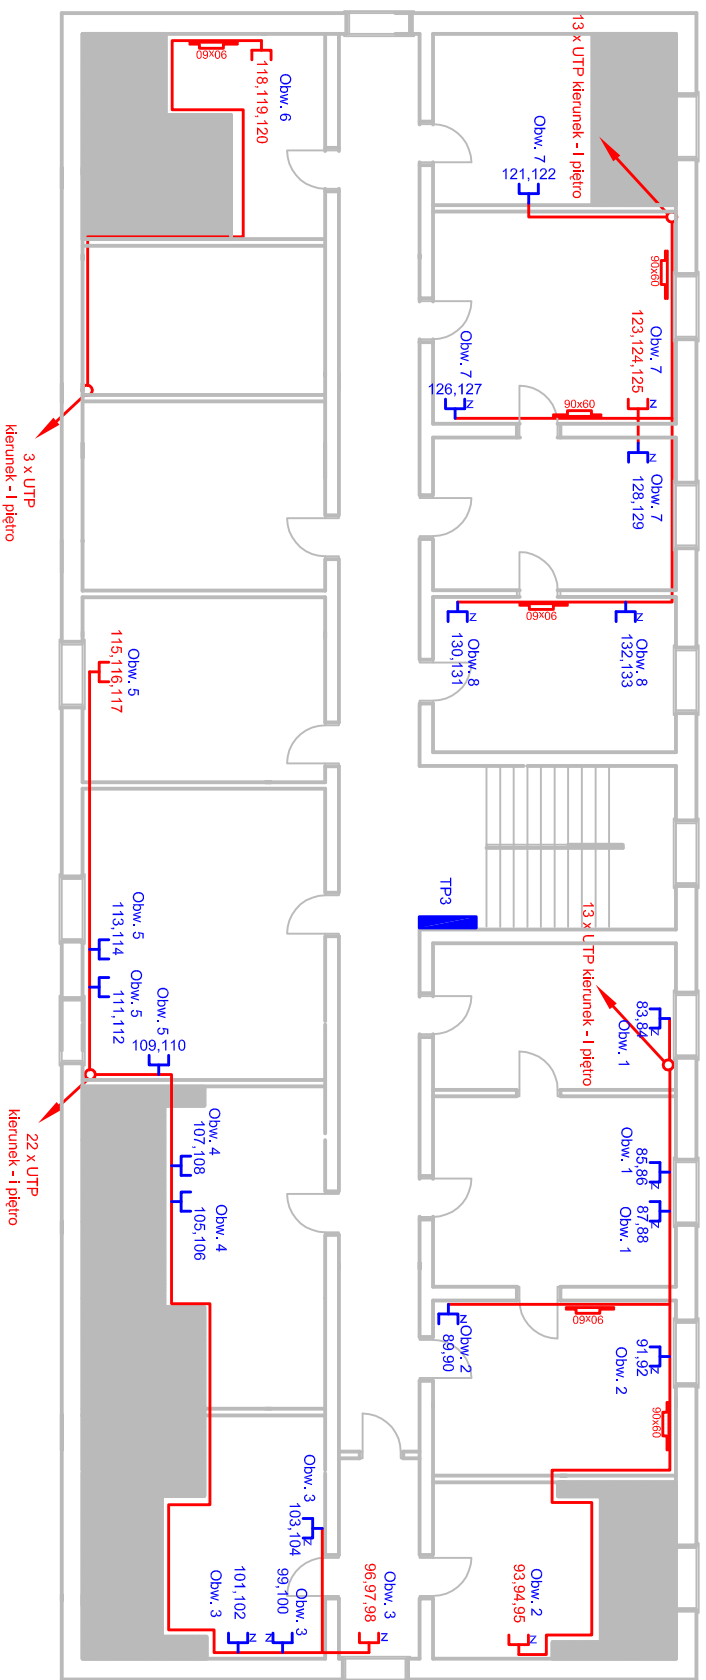 13 x UTP kierunek - I piętro
Obw. 7
121,122
90x60
Obw. 7
123,124,125
Z
Obw. 7
126,127
Z
90x60
Obw. 7
128,129
Z
Obw. 8
130,131
Z
90x60
Obw. 8
132,133
Z
TP3
13 x UTP kierunek - I piętro
83,84
Z
Obw. 1
85,86
Z
Obw. 1
87,88
Z
Obw. 1
90x60
Obw. 2
89,90
Z
91,92
Z
Obw. 2
90x60
Obw. 2
93,94,95
Z
Obw. 6
118,119,120
90x60
3 x UTP
kierunek - I piętro
Obw. 5
115,116,117
Obw. 5
113,114
Obw. 5
111,112
Obw. 5
109,110
22 x UTP
kierunek - i piętro
Obw. 4
107,108
Obw. 4
105,106
Obw. 3
103,104
Z
Obw. 3
96,97,98
Z
Obw. 3
99,100
Z
101,102
Obw. 3
Z